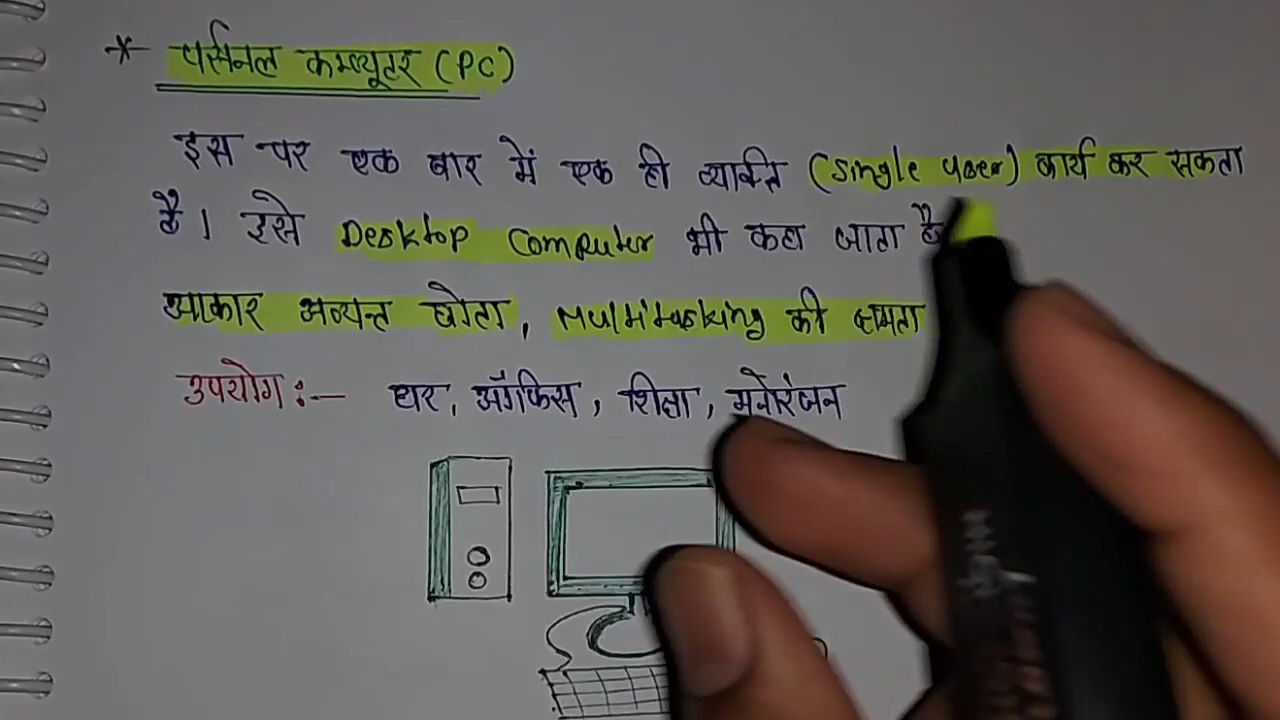 * पर्सनल कम्प्यूटर (PC)
इस पर एक बार में एक ही व्यक्ति (Single user) कार्य कर सकता
है। इसे Desktop Computer भी कहा जाता है
आकार अत्यन्त छोटा, Multitasking की क्षमता
उपयोग :— घर, ऑफिस, शिक्षा, मनोरंजन